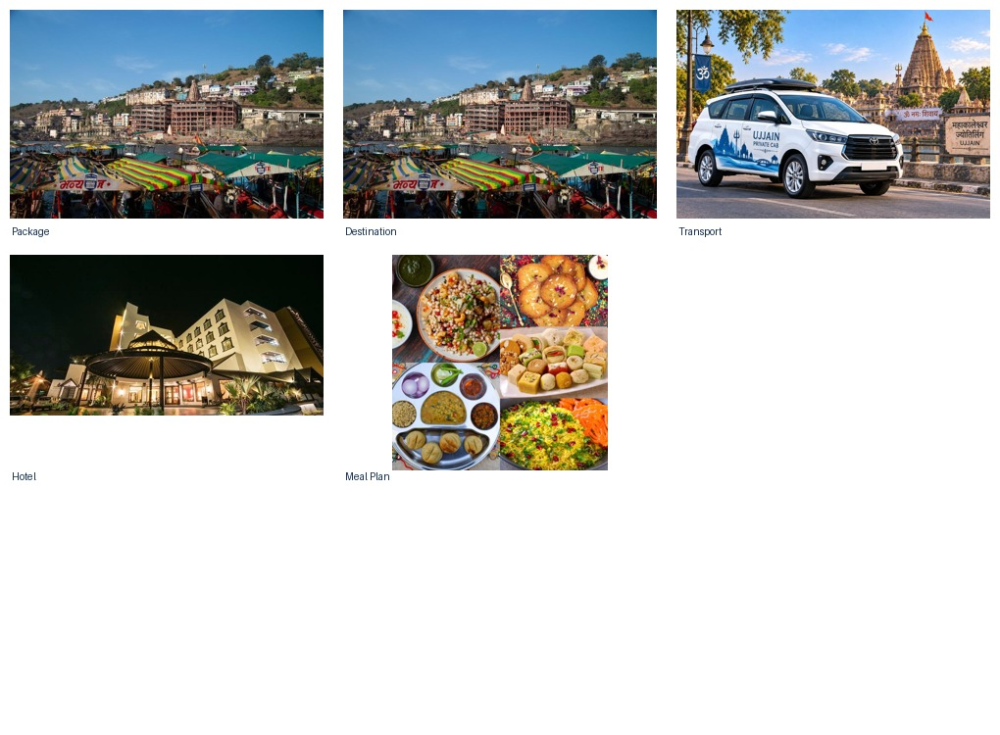 Package
Destination
ॐ
UJJAIN
PRIVATE CAB
ॐ नमः शिवाय
महाकालेश्वर
ज्योतिर्लिंग
UJJAIN
Transport
Hotel
Meal Plan